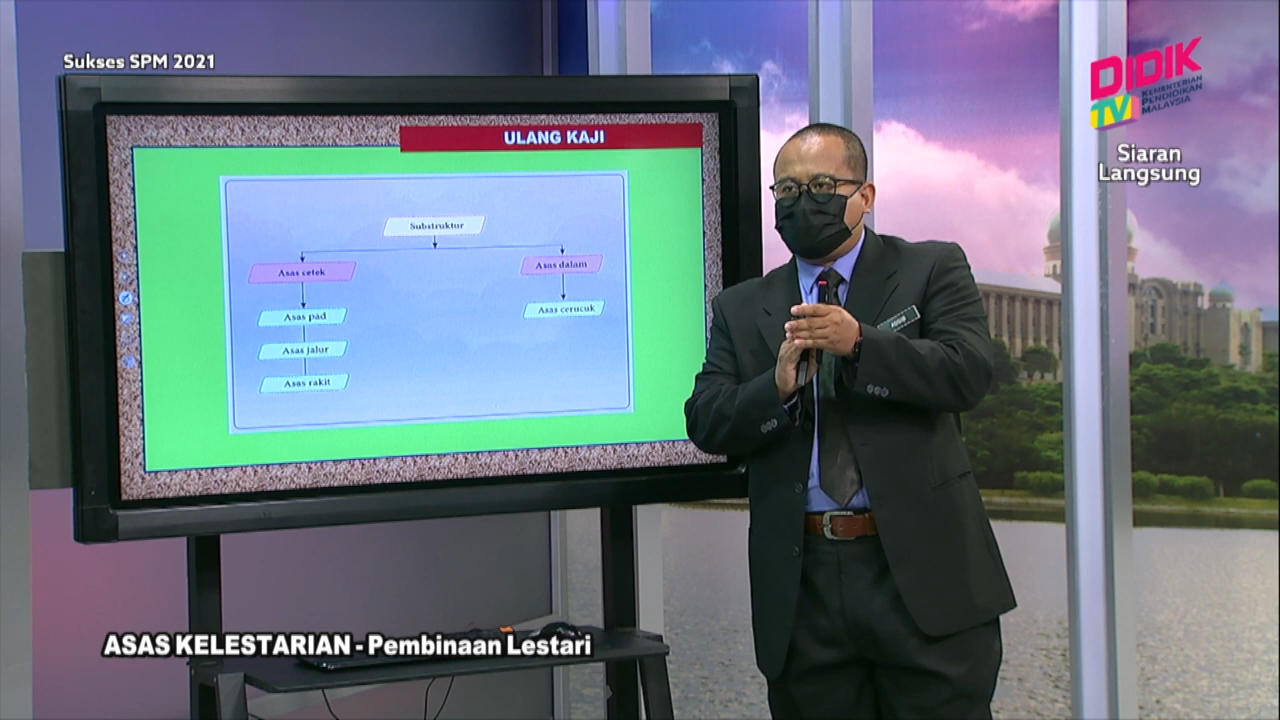 Sukses SPM 2021
DIDIK
TV
KEMENTERIAN
PENDIDIKAN
MALAYSIA
Siaran
Langsung
ULANG KAJI
Substruktur
Asas cetek
Asas dalam
Asas pad
Asas cerucuk
Asas jalur
Asas rakit
ASAS KELESTARIAN - Pembinaan Lestari